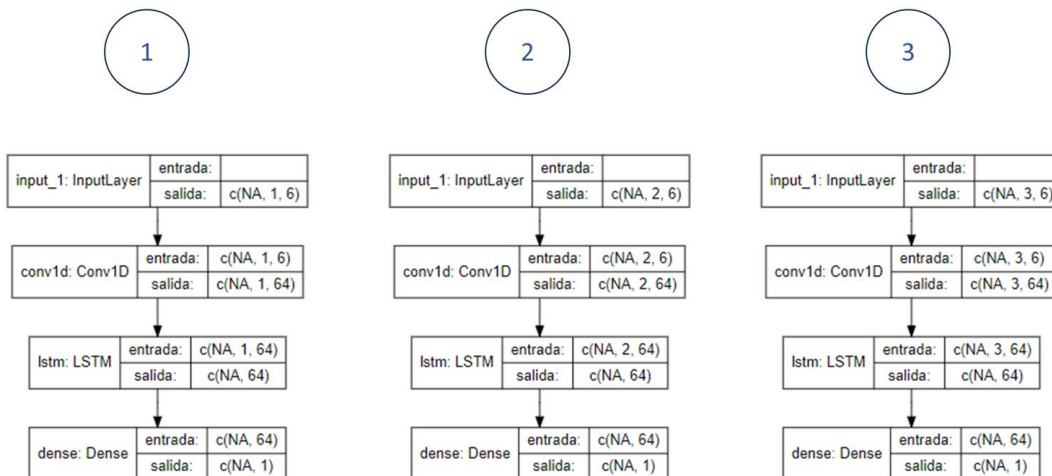 1
2
3
input_1: InputLayer
entrada:
salida: c(NA, 1, 6)
conv1d: Conv1D
entrada: c(NA, 1, 6)
salida: c(NA, 1, 64)
lstm: LSTM
entrada: c(NA, 1, 64)
salida: c(NA, 64)
dense: Dense
entrada: c(NA, 64)
salida: c(NA, 1)
input_1: InputLayer
entrada:
salida: c(NA, 2, 6)
conv1d: Conv1D
entrada: c(NA, 2, 6)
salida: c(NA, 2, 64)
lstm: LSTM
entrada: c(NA, 2, 64)
salida: c(NA, 64)
dense: Dense
entrada: c(NA, 64)
salida: c(NA, 1)
input_1: InputLayer
entrada:
salida: c(NA, 3, 6)
conv1d: Conv1D
entrada: c(NA, 3, 6)
salida: c(NA, 3, 64)
lstm: LSTM
entrada: c(NA, 3, 64)
salida: c(NA, 64)
dense: Dense
entrada: c(NA, 64)
salida: c(NA, 1)